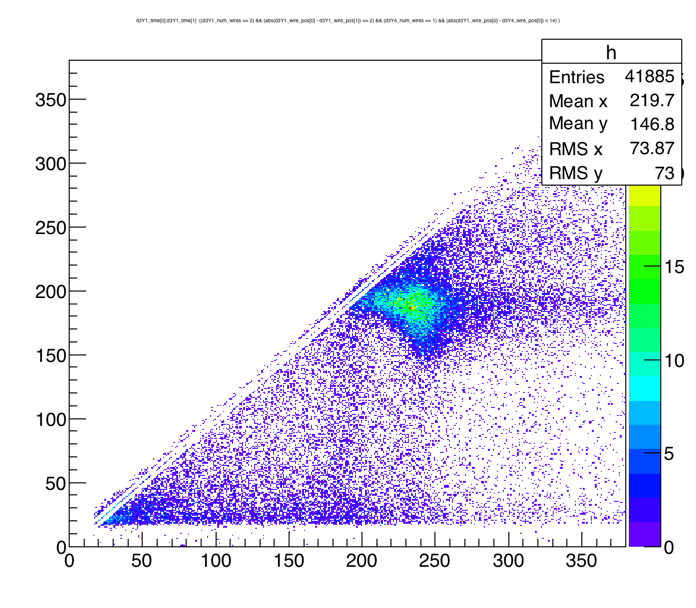 d3Y1_time[0]:d3Y1_time[1] {(d3Y1_num_wires == 2) && (abs(d3Y1_wire_pos[0] - d3Y1_wire_pos[1]) == 2) && (d3Y4_num_wires == 1) && (abs(d3Y1_wire_pos[0] - d3Y4_wire_pos[0]) < 14) }
h
Entries 41885
Mean x 219.7
Mean y 146.8
RMS x 73.87
RMS y 73
350
300
250
200
150
100
50
0
15
10
5
0
0 50 100 150 200 250 300 350